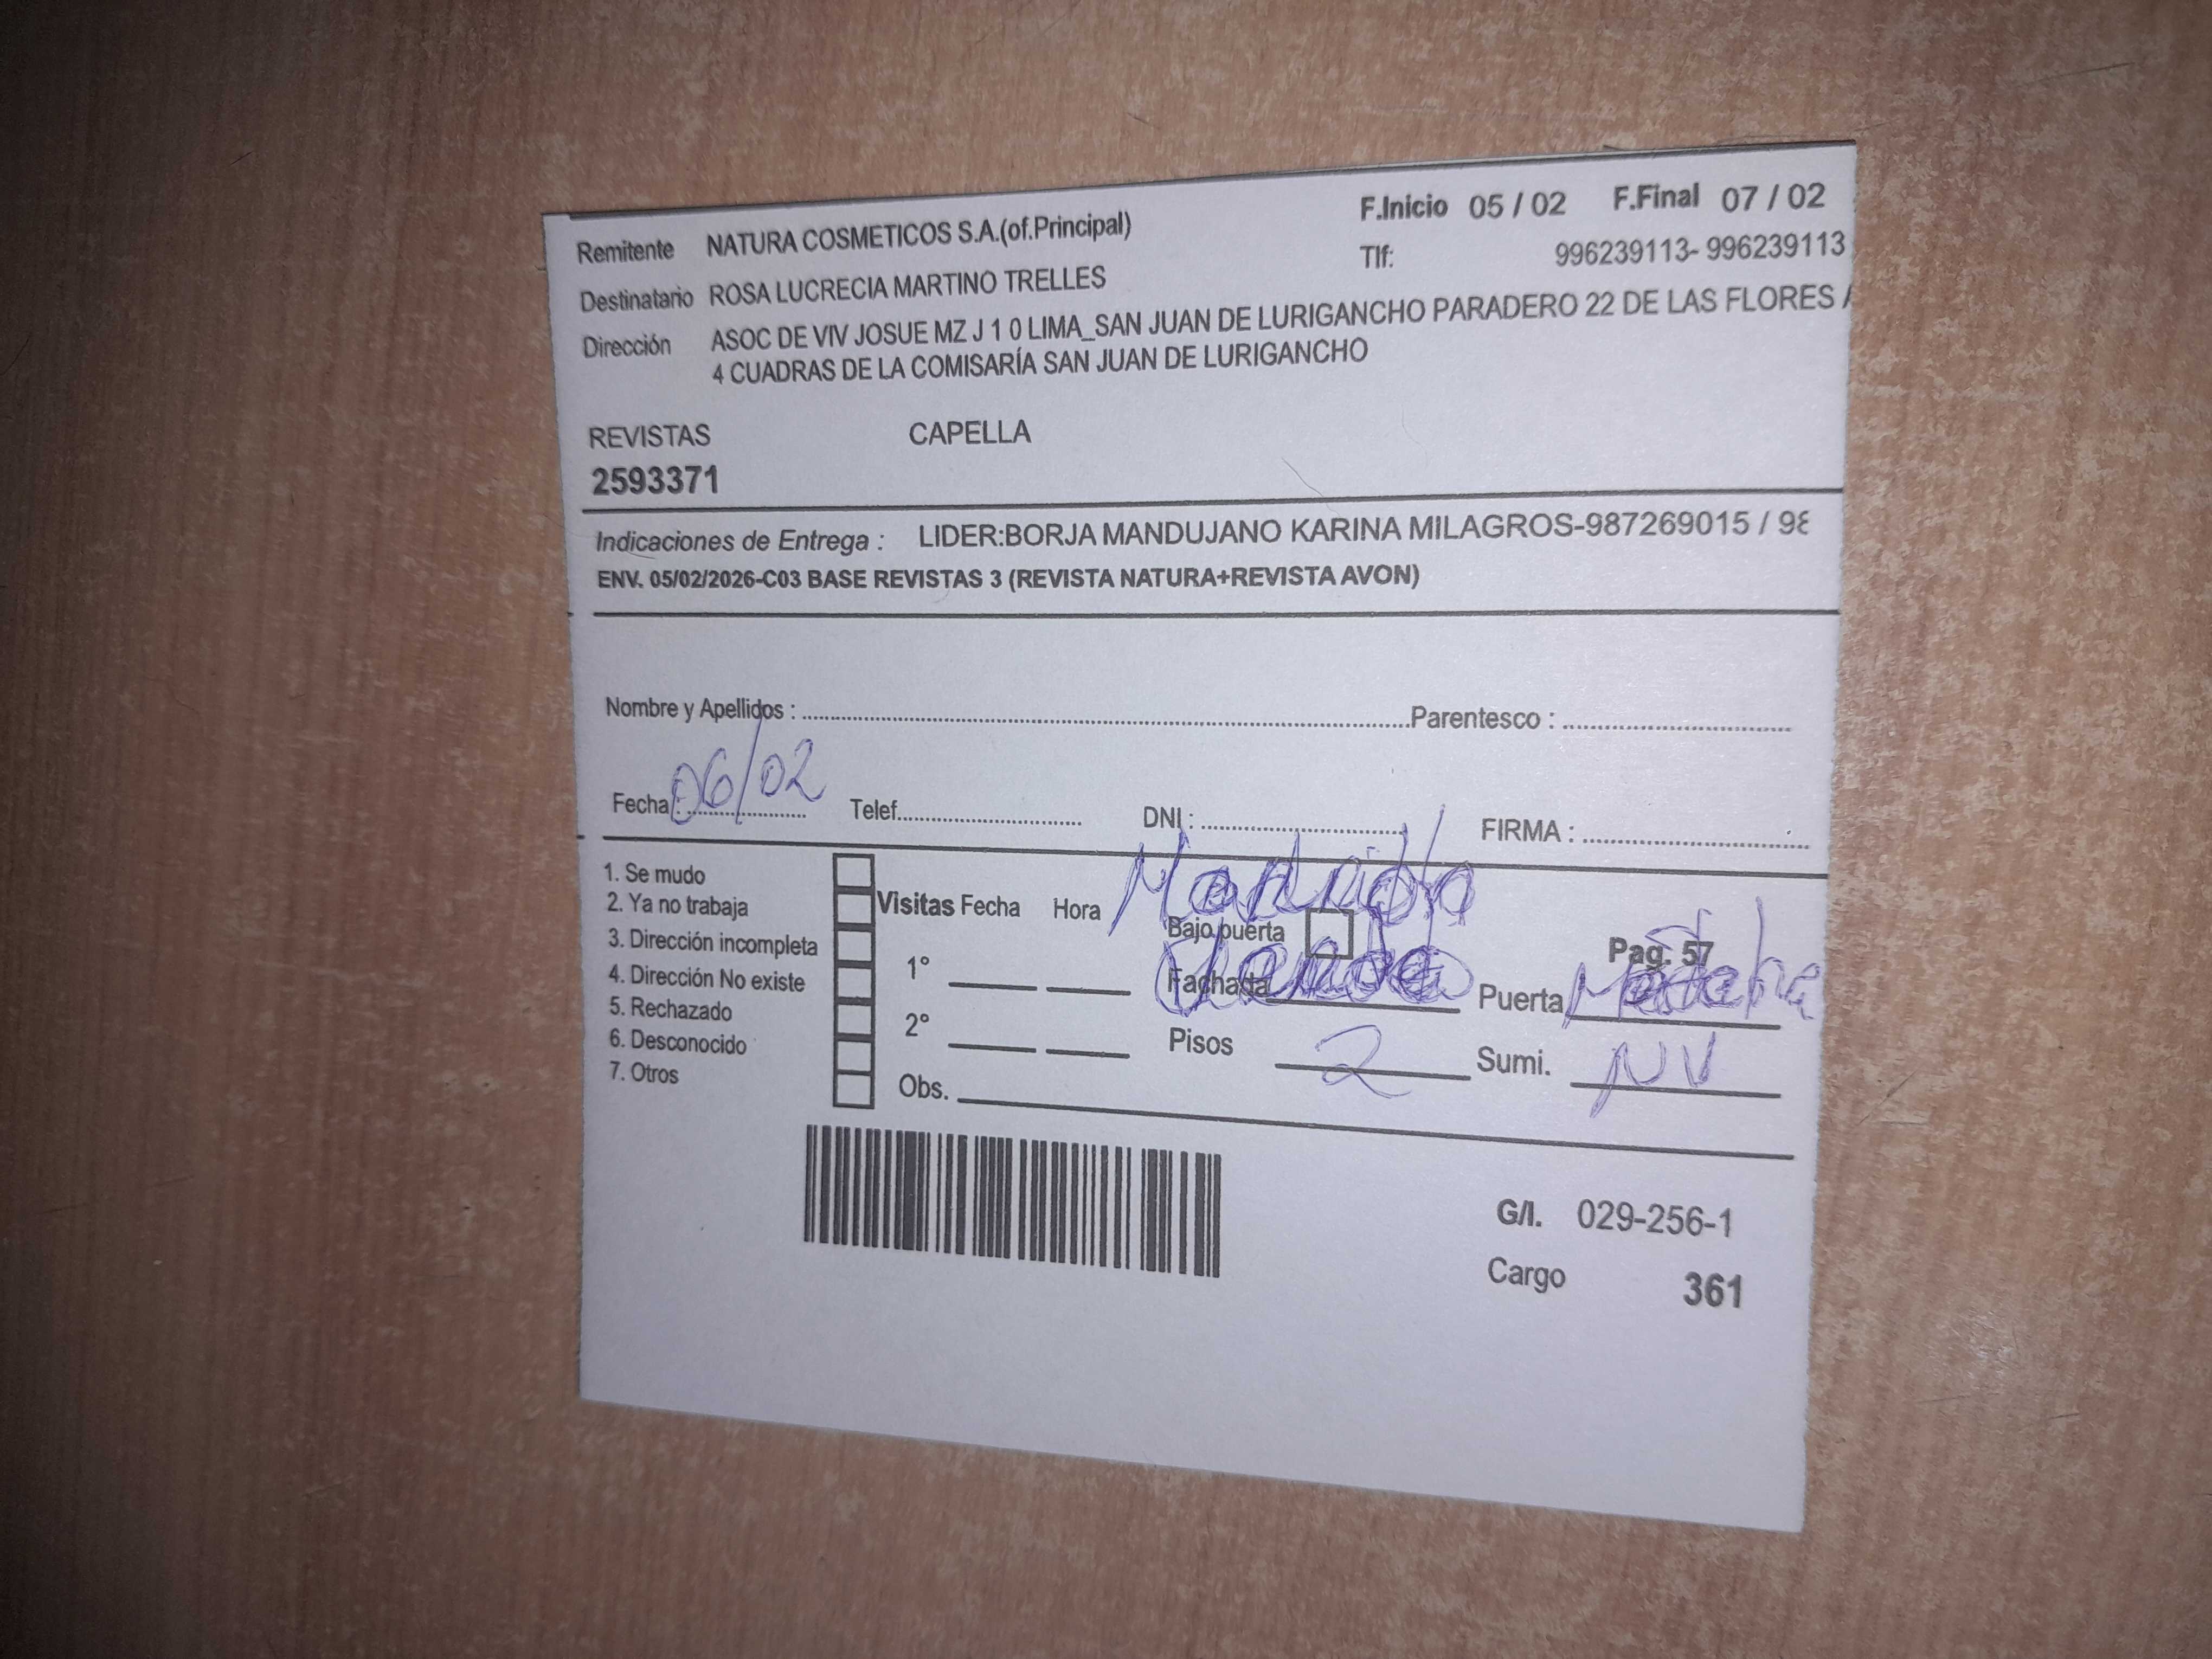 F.Inicio 05 / 02 F.Final 07 / 02
Remitente NATURA COSMETICOS S.A.(of.Principal)
Tlf: 996239113- 996239113
Destinatario ROSA LUCRECIA MARTINO TRELLES
Dirección ASOC DE VIV JOSUE MZ J 1 0 LIMA_SAN JUAN DE LURIGANCHO PARADERO 22 DE LAS FLORES
4 CUADRAS DE LA COMISARÍA SAN JUAN DE LURIGANCHO
REVISTAS CAPELLA
2593371
Indicaciones de Entrega : LIDER:BORJA MANDUJANO KARINA MILAGROS-987269015 / 98
ENV. 05/02/2026-C03 BASE REVISTAS 3 (REVISTA NATURA+REVISTA AVON)
Nombre y Apellidos : Parentesco :
Fecha : 06/02 Telef. DNI : FIRMA :
1. Se mudo
2. Ya no trabaja
3. Dirección incompleta
4. Dirección No existe
5. Rechazado
6. Desconocido
7. Otros
Visitas Fecha Hora
Bajo puerta
Pag. 57
1°
Fachada
Puerta
2°
Pisos 2 Sumi. NV
Obs.
G/I. 029-256-1
Cargo 361